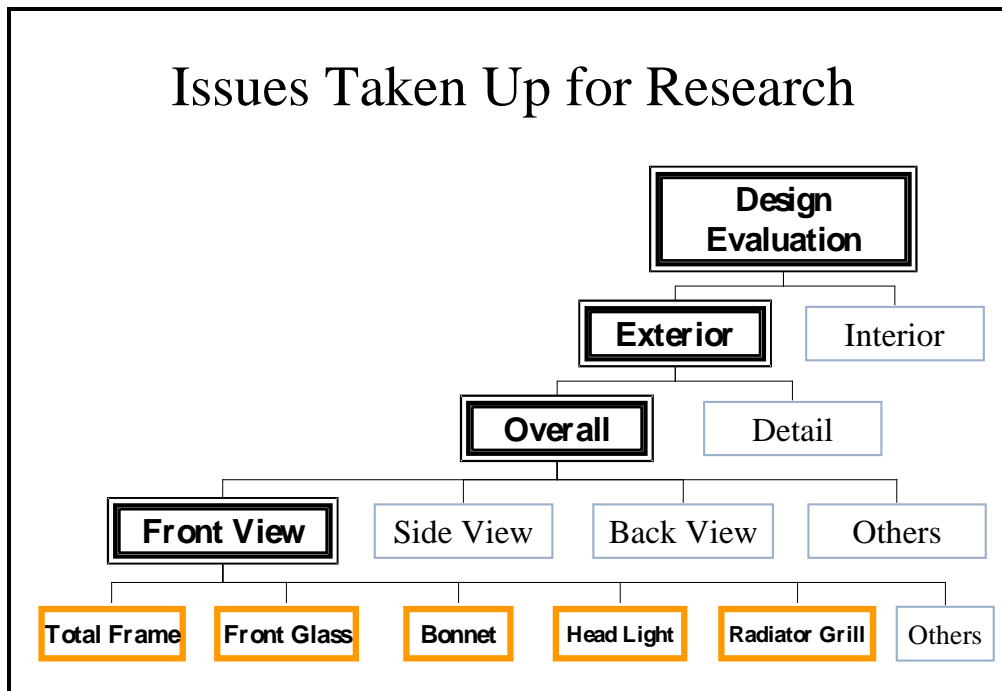 Issues Taken Up for Research
Design
Evaluation
Exterior
Interior
Overall
Detail
Front View
Side View
Back View
Others
Total Frame
Front Glass
Bonnet
Head Light
Radiator Grill
Others